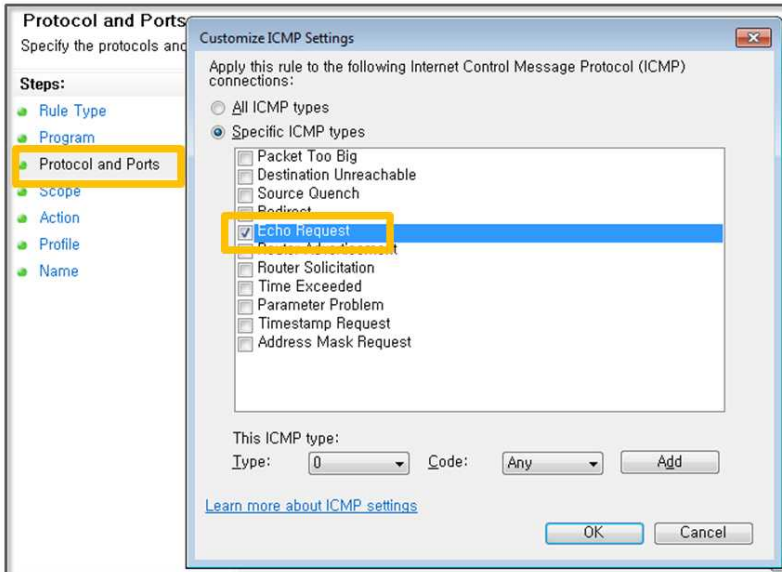 Protocol and Ports
Specify the protocols and
Steps:
Rule Type
Program
Protocol and Ports
Scope
Action
Profile
Name
Customize ICMP Settings
Apply this rule to the following Internet Control Message Protocol (ICMP)
connections:
All ICMP types
Specific ICMP types
Packet Too Big
Destination Unreachable
Source Quench
Redirect
Echo Request
Router Advertisement
Router Solicitation
Time Exceeded
Parameter Problem
Timestamp Request
Address Mask Request
This ICMP type:
Type: 0 Code: Any Add
Learn more about ICMP settings
OK Cancel